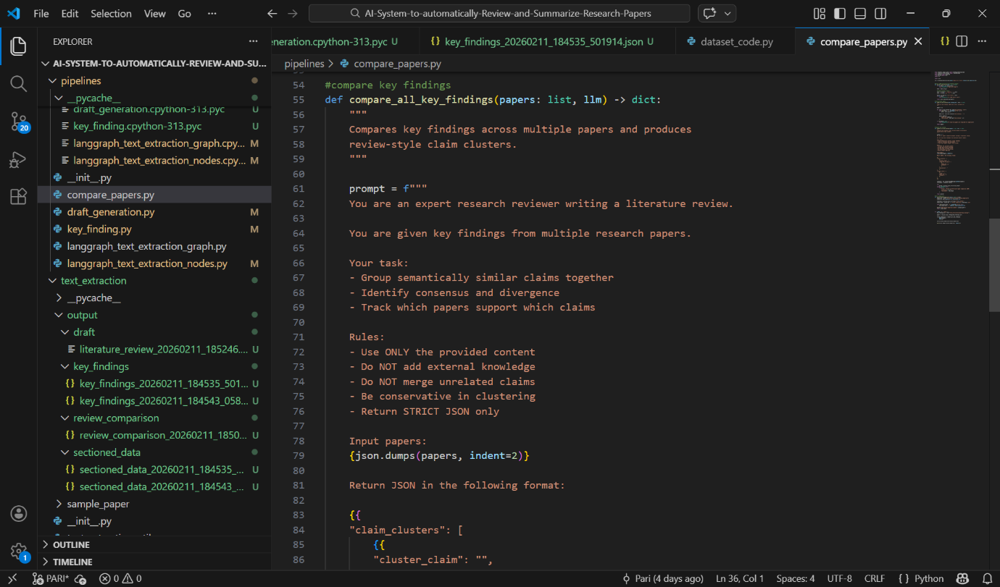 File Edit Selection View Go ··· AI-System-to-automatically-Review-and-Summarize-Research-Papers
EXPLORER ···
AI-SYSTEM-TO-AUTOMATICALLY-REVIEW-AND-SU...
pipelines
__pycache__
draft_generation.cpython-313.pyc U
key_finding.cpython-313.pyc U
langgraph_text_extraction_graph.cpy... M
langgraph_text_extraction_nodes.cpy... M
__init__.py
compare_papers.py
draft_generation.py M
key_finding.py M
langgraph_text_extraction_graph.py
langgraph_text_extraction_nodes.py M
text_extraction
__pycache__
output
draft
literature_review_20260211_185246.... U
key_findings
{} key_findings_20260211_184535_501... U
{} key_findings_20260211_184543_058... U
review_comparison
{} review_comparison_20260211_1850... U
sectioned_data
{} sectioned_data_20260211_184535_... U
{} sectioned_data_20260211_184543_... U
sample_paper
__init__.py
OUTLINE
TIMELINE
20
1
eneration.cpython-313.pyc U {} key_findings_20260211_184535_501914.json U dataset_code.py compare_papers.py {} ···
pipelines > compare_papers.py
54 #compare key findings
55 def compare_all_key_findings(papers: list, llm) -> dict:
56 """
57 Compares key findings across multiple papers and produces
58 review-style claim clusters.
59 """
60
61 prompt = f"""
62 You are an expert research reviewer writing a literature review.
63
64 You are given key findings from multiple research papers.
65
66 Your task:
67 - Group semantically similar claims together
68 - Identify consensus and divergence
69 - Track which papers support which claims
70
71 Rules:
72 - Use ONLY the provided content
73 - Do NOT add external knowledge
74 - Do NOT merge unrelated claims
75 - Be conservative in clustering
76 - Return STRICT JSON only
77
78 Input papers:
79 {json.dumps(papers, indent=2)}
80
81 Return JSON in the following format:
82
83 {{
84 "claim_clusters": [
85 {{
86 "cluster_claim": "",
PARI* 0 0 Pari (4 days ago) Ln 36, Col 1 Spaces: 4 UTF-8 CRLF {} Python